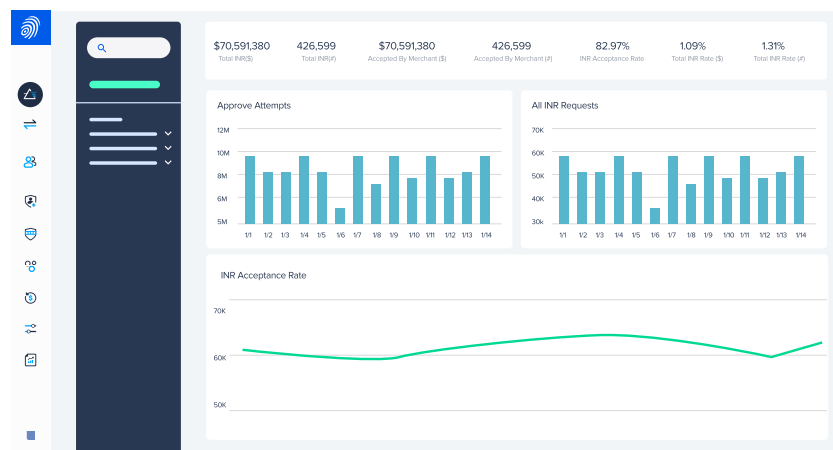 $70,591,380 426,599 $70,591,380 426,599 82.97% 1.09% 1.31%
Total INR($) Total INR(#) Accepted By Merchant ($) Accepted By Merchant (#) INR Acceptance Rate Total INR Rate ($) Total INR Rate (#)
Approve Attempts
12M
10M
8M
6M
5M
1/1 1/2 1/3 1/4 1/5 1/6 1/7 1/8 1/9 1/10 1/11 1/12 1/13 1/14
All INR Requests
70K
60K
50K
40K
30k
1/1 1/2 1/3 1/4 1/5 1/6 1/7 1/8 1/9 1/10 1/11 1/12 1/13 1/14
INR Acceptance Rate
70K
60K
50K